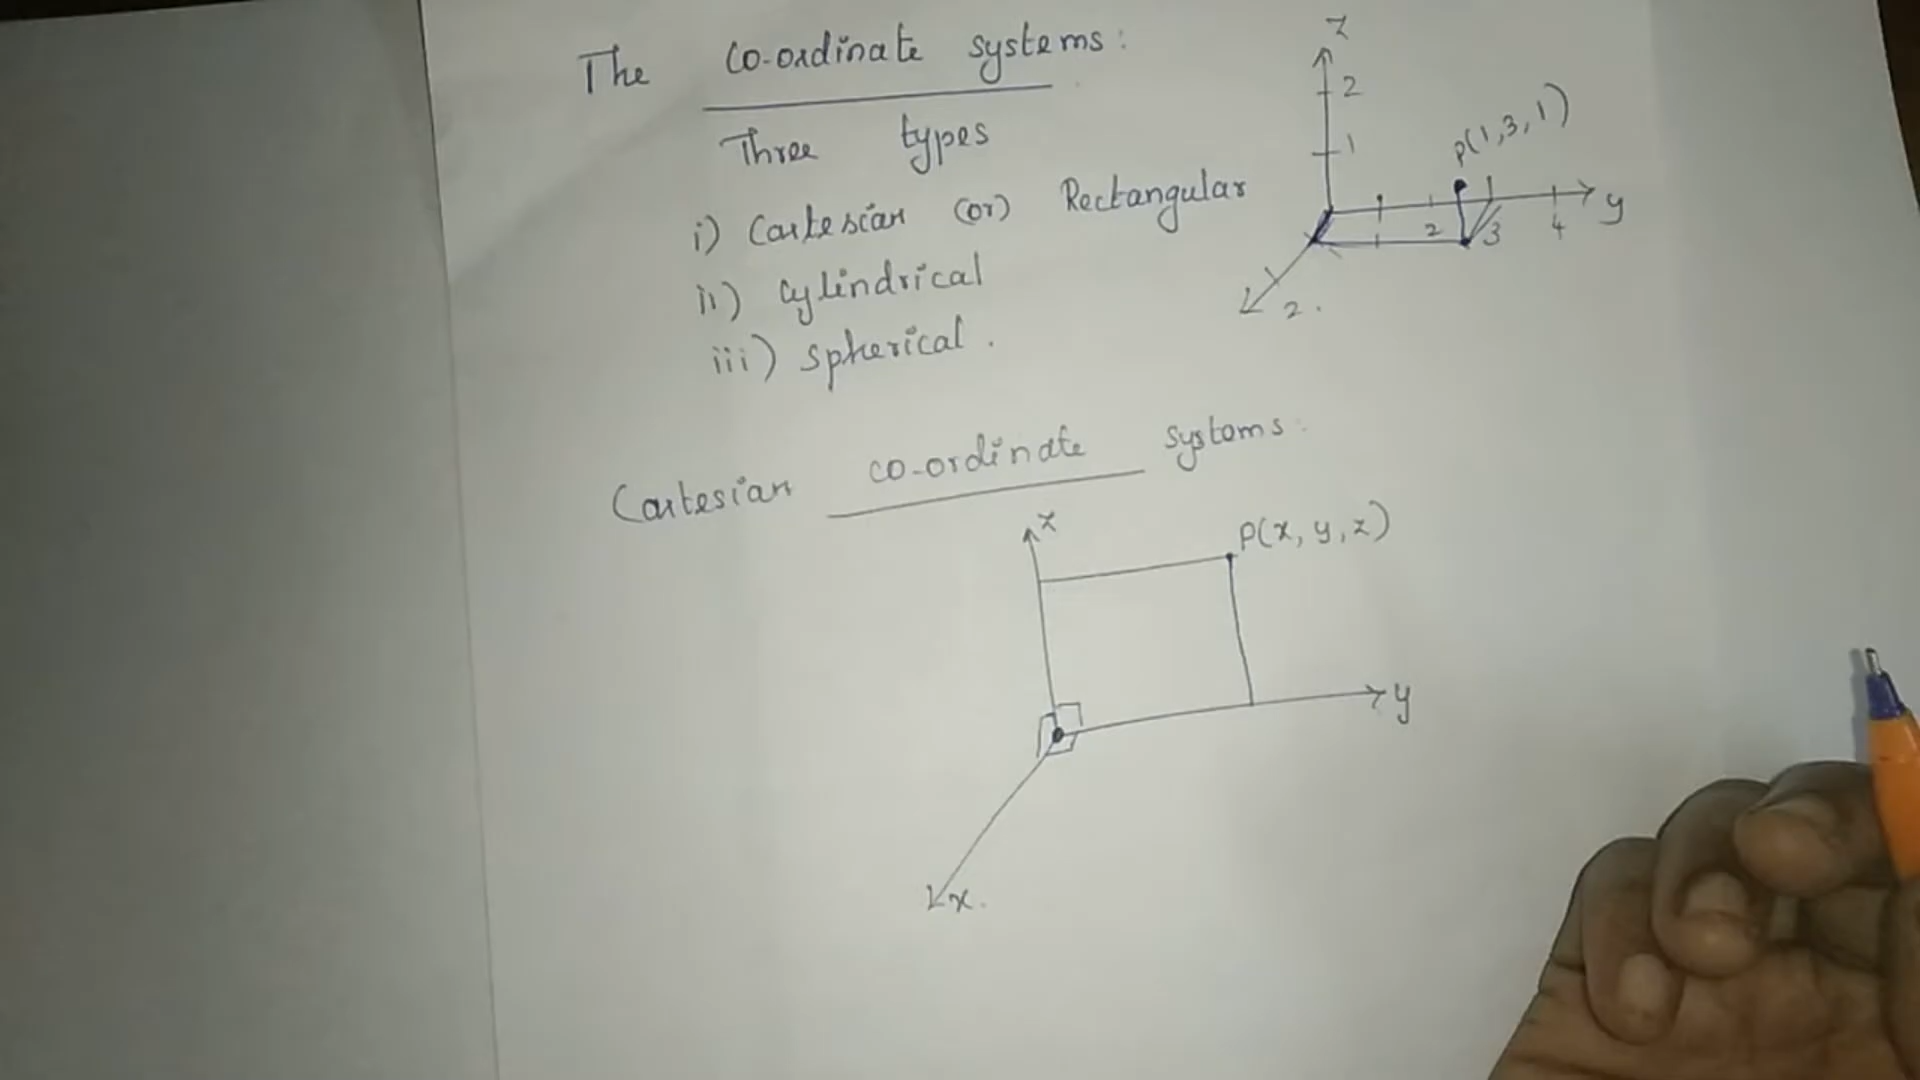 The co-ordinate systems:
Three types
i) Cartesian (or) Rectangular
ii) cylindrical
iii) spherical.
z
2
1
P(1,3,1)
y
2 3 4
2.
Cartesian co-ordinate systems:
z
P(x, y, z)
y
x.